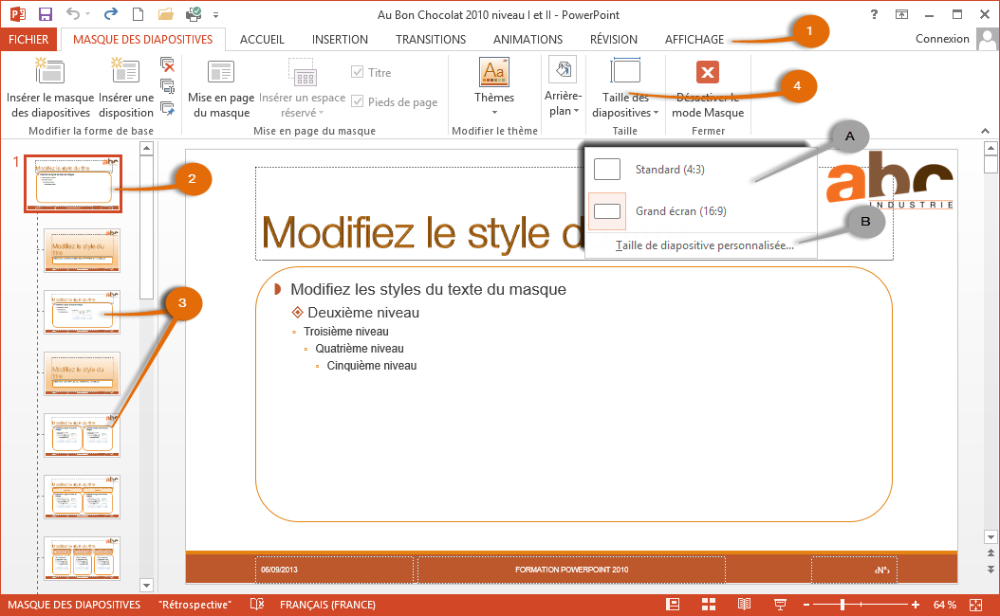 Au Bon Chocolat 2010 niveau I et II - PowerPoint
?
FICHIER MASQUE DES DIAPOSITIVES ACCUEIL INSERTION TRANSITIONS ANIMATIONS RÉVISION AFFICHAGE Connexion
1
Insérer le masque des diapositives
Insérer une disposition
Modifier la forme de base
Mise en page du masque
Insérer un espace réservé
Titre
Pieds de page
Mise en page du masque
Aa
Thèmes
Modifier le thème
Arrière-plan
Taille des diapositives
Taille
4
Désactiver le mode Masque
Fermer
1
2
3
A
Standard (4:3)
Grand écran (16:9)
B
Taille de diapositive personnalisée...
abc
INDUSTRIE
Modifiez le style d
Modifiez les styles du texte du masque
Deuxième niveau
Troisième niveau
Quatrième niveau
Cinquième niveau
06/09/2013 FORMATION POWERPOINT 2010 ‹N°›
MASQUE DES DIAPOSITIVES "Rétrospective" FRANÇAIS (FRANCE) 64 %